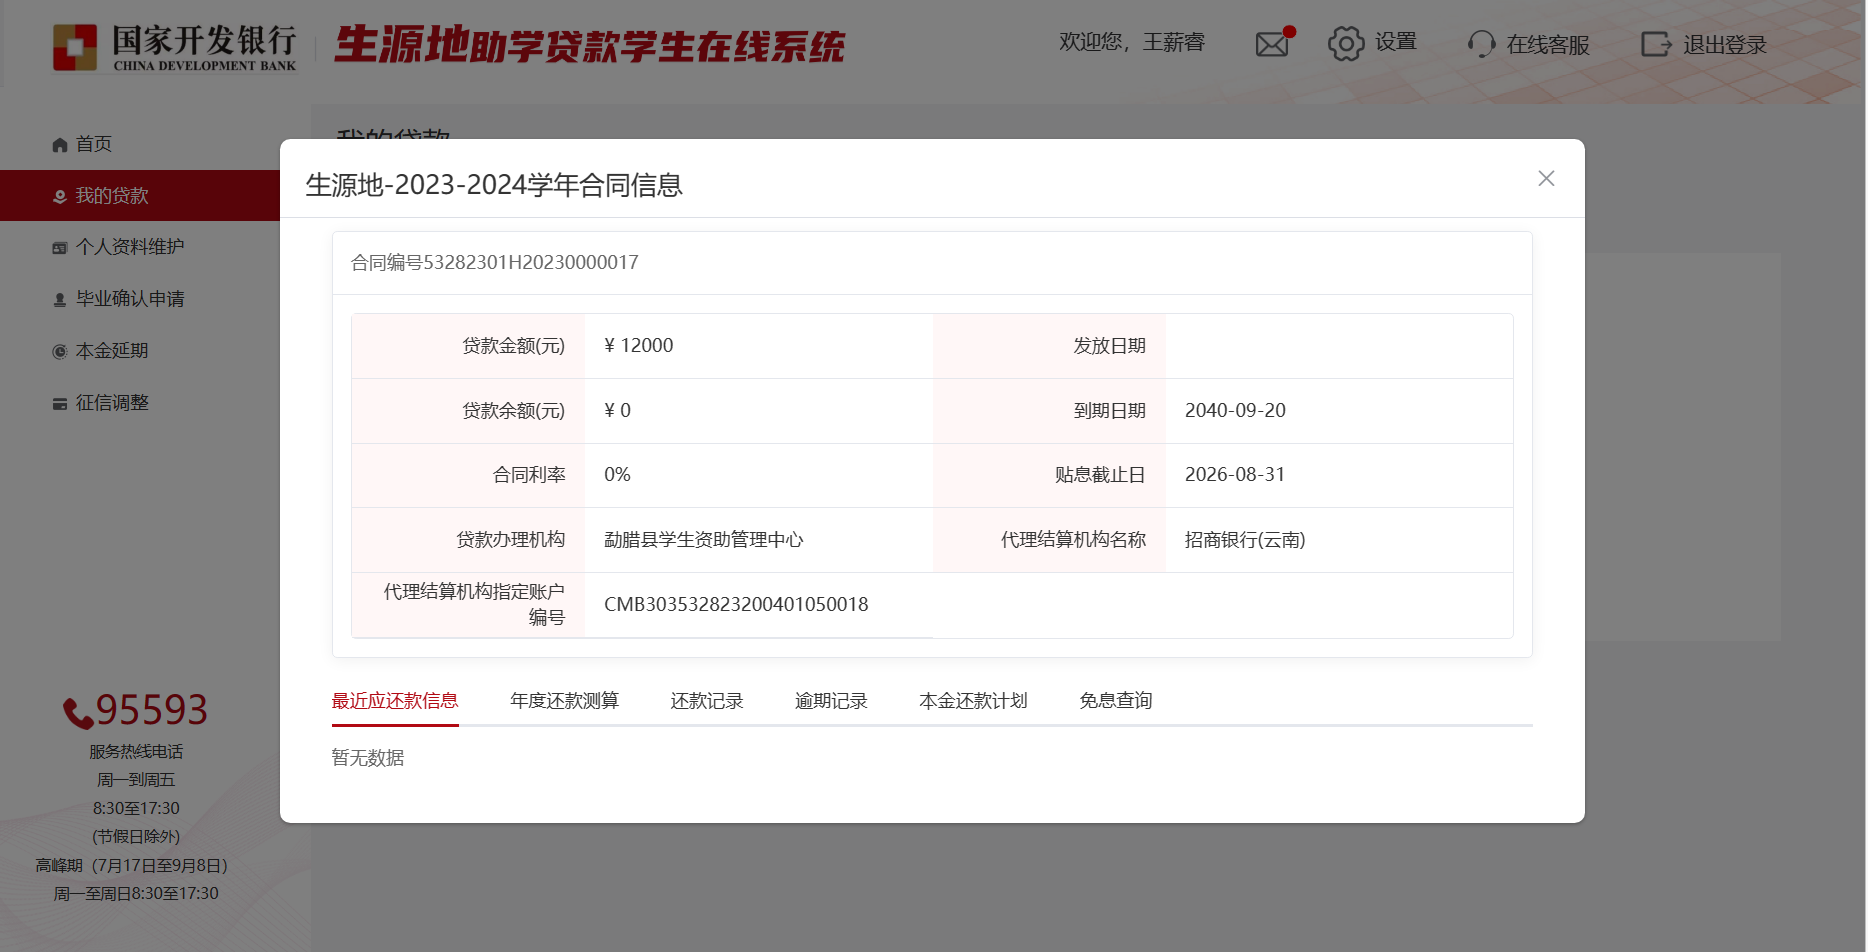 国家开发银行
CHINA DEVELOPMENT BANK
生源地助学贷款学生在线系统
欢迎您，王薪睿
设置
在线客服
退出登录
首页
我的贷款
个人资料维护
毕业确认申请
本金延期
征信调整
95593
服务热线电话
周一到周五
8:30至17:30
(节假日除外)
高峰期（7月17日至9月8日）
周一至周日8:30至17:30
我的贷款
生源地-2023-2024学年合同信息
合同编号53282301H20230000017
贷款金额(元) ¥ 12000 发放日期
贷款余额(元) ¥ 0 到期日期 2040-09-20
合同利率 0% 贴息截止日 2026-08-31
贷款办理机构 勐腊县学生资助管理中心 代理结算机构名称 招商银行(云南)
代理结算机构指定账户
编号 CMB303532823200401050018
最近应还款信息 年度还款测算 还款记录 逾期记录 本金还款计划 免息查询
暂无数据